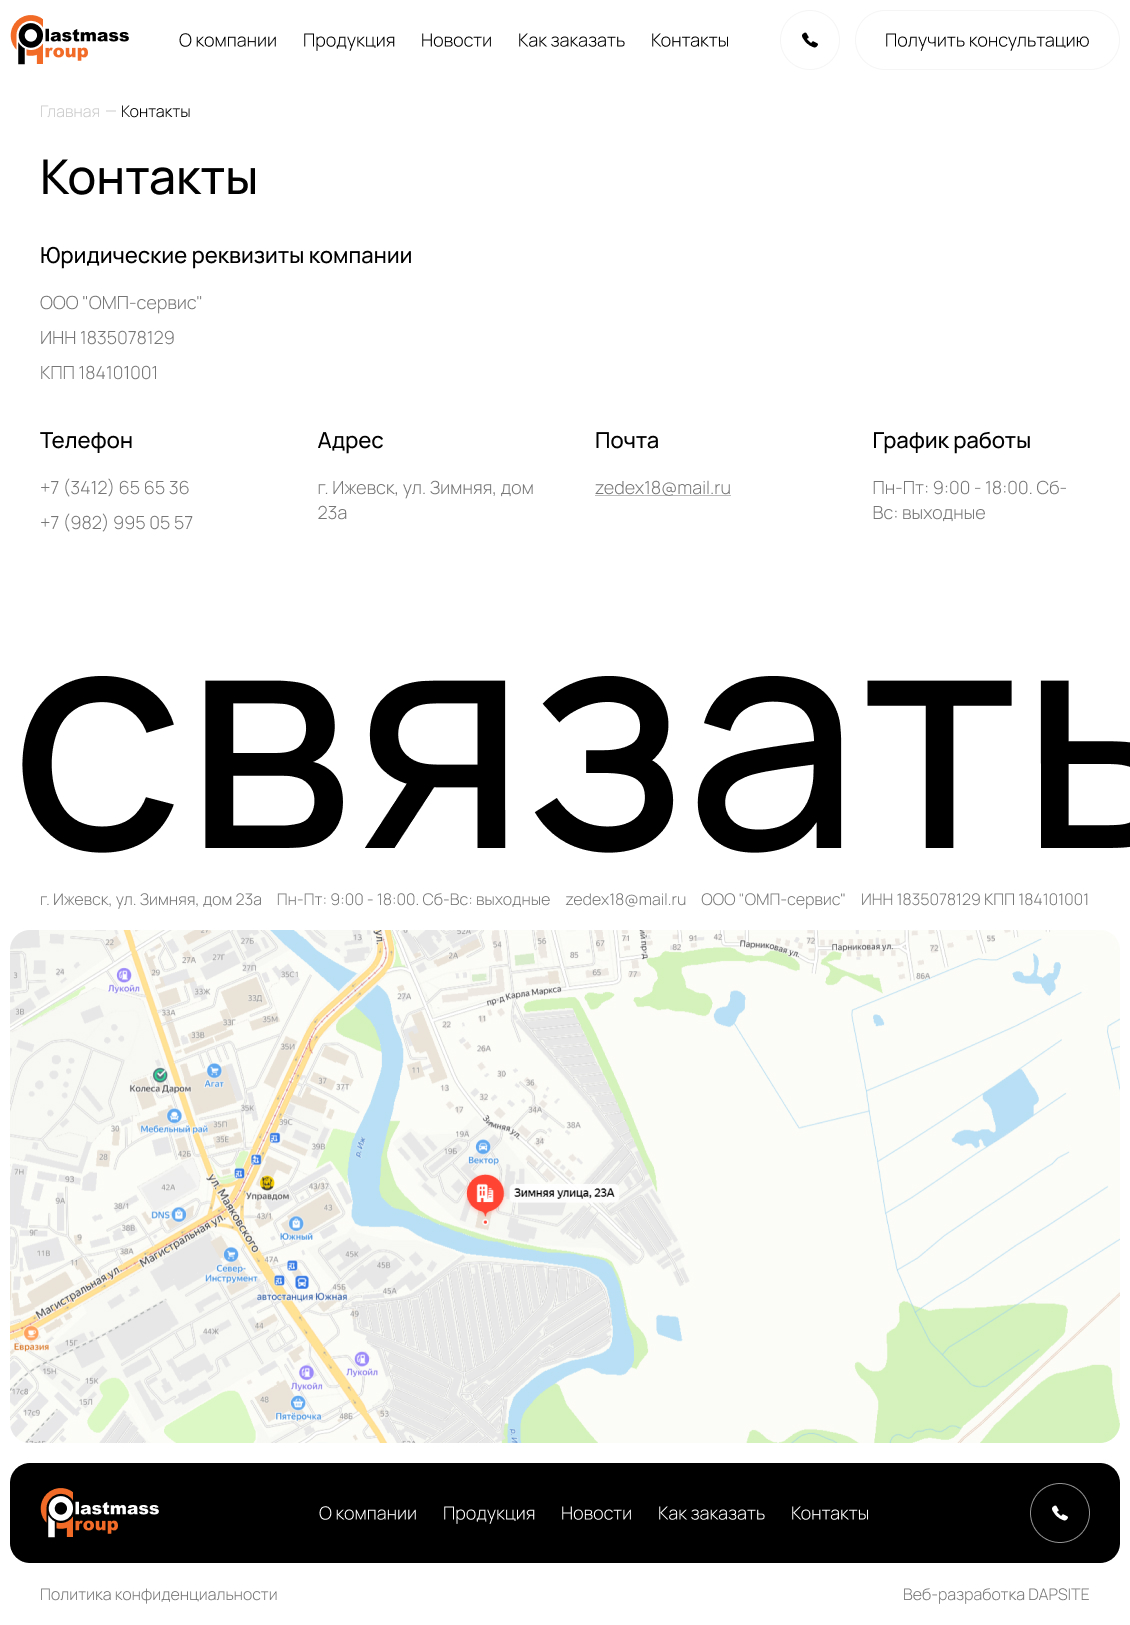 Plastmass
Group
О компании
Продукция
Новости
Как заказать
Контакты
Получить консультацию
Главная — Контакты
Контакты
Юридические реквизиты компании
ООО "ОМП-сервис"
ИНН 1835078129
КПП 184101001
Телефон
+7 (3412) 65 65 36
+7 (982) 995 05 57
Адрес
г. Ижевск, ул. Зимняя, дом
23а
Почта
zedex18@mail.ru
График работы
Пн-Пт: 9:00 - 18:00. Сб-
Вс: выходные
связать
г. Ижевск, ул. Зимняя, дом 23а
Пн-Пт: 9:00 - 18:00. Сб-Вс: выходные
zedex18@mail.ru
ООО "ОМП-сервис"
ИНН 1835078129 КПП 184101001
Лукойл
пр-д Карла Маркса
Парниковая ул.
Парниковая ул.
Колеса Даром
Агат
Мебельный рай
р. Иж
Зимняя ул.
Вектор
Зимняя улица, 23А
Управдом
ул. Маяковского
DNS
Южный
Магистральная ул.
Север-
Инструмент
автостанция Южная
Магистральная ул.
Евразия
Лукойл
Лукойл
Пятёрочка
Plastmass
Group
О компании
Продукция
Новости
Как заказать
Контакты
Политика конфиденциальности
Веб-разработка DAPSITE